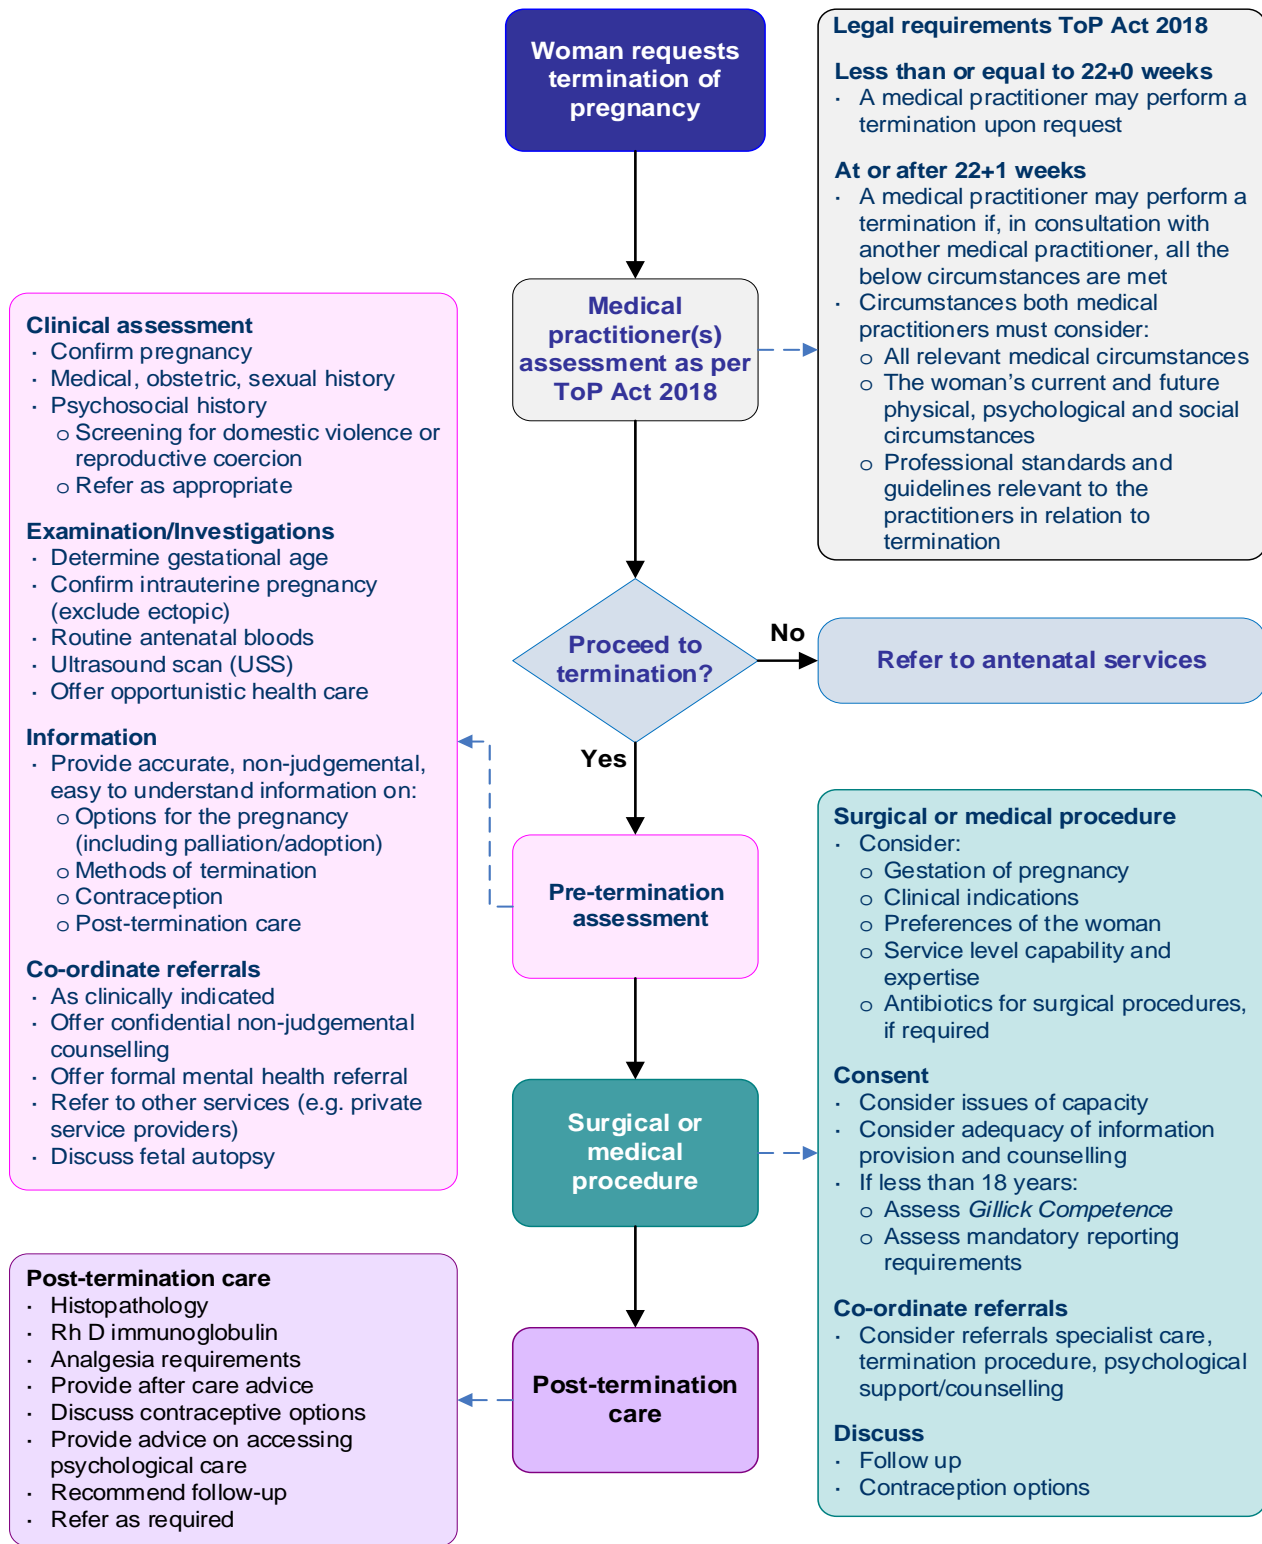 Woman requests
termination of
pregnancy
Legal requirements ToP Act 2018
Less than or equal to 22+0 weeks
· A medical practitioner may perform a
termination upon request
At or after 22+1 weeks
· A medical practitioner may perform a
termination if, in consultation with
another medical practitioner, all the
below circumstances are met
· Circumstances both medical
practitioners must consider:
o All relevant medical circumstances
o The woman’s current and future
physical, psychological and social
circumstances
o Professional standards and
guidelines relevant to the
practitioners in relation to
termination
Medical
practitioner(s)
assessment as per
ToP Act 2018
Clinical assessment
· Confirm pregnancy
· Medical, obstetric, sexual history
· Psychosocial history
o Screening for domestic violence or
reproductive coercion
o Refer as appropriate
Examination/Investigations
· Determine gestational age
· Confirm intrauterine pregnancy
(exclude ectopic)
· Routine antenatal bloods
· Ultrasound scan (USS)
· Offer opportunistic health care
Information
· Provide accurate, non-judgemental,
easy to understand information on:
o Options for the pregnancy
(including palliation/adoption)
o Methods of termination
o Contraception
o Post-termination care
Co-ordinate referrals
· As clinically indicated
· Offer confidential non-judgemental
counselling
· Offer formal mental health referral
· Refer to other services (e.g. private
service providers)
· Discuss fetal autopsy
Proceed to
termination?
No
Refer to antenatal services
Yes
Pre-termination
assessment
Surgical or
medical
procedure
Surgical or medical procedure
· Consider:
o Gestation of pregnancy
o Clinical indications
o Preferences of the woman
o Service level capability and
expertise
o Antibiotics for surgical procedures,
if required
Consent
· Consider issues of capacity
· Consider adequacy of information
provision and counselling
· If less than 18 years:
o Assess Gillick Competence
o Assess mandatory reporting
requirements
Co-ordinate referrals
· Consider referrals specialist care,
termination procedure, psychological
support/counselling
Discuss
· Follow up
· Contraception options
Post-termination
care
Post-termination care
· Histopathology
· Rh D immunoglobulin
· Analgesia requirements
· Provide after care advice
· Discuss contraceptive options
· Provide advice on accessing
psychological care
· Recommend follow-up
· Refer as required